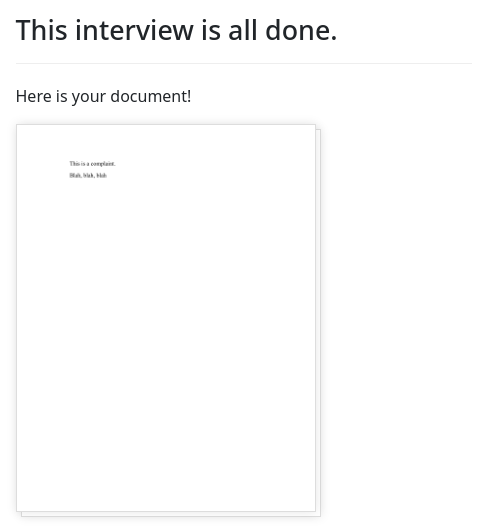 This interview is all done.
Here is your document!
This is a complaint.
Blah, blah, blah